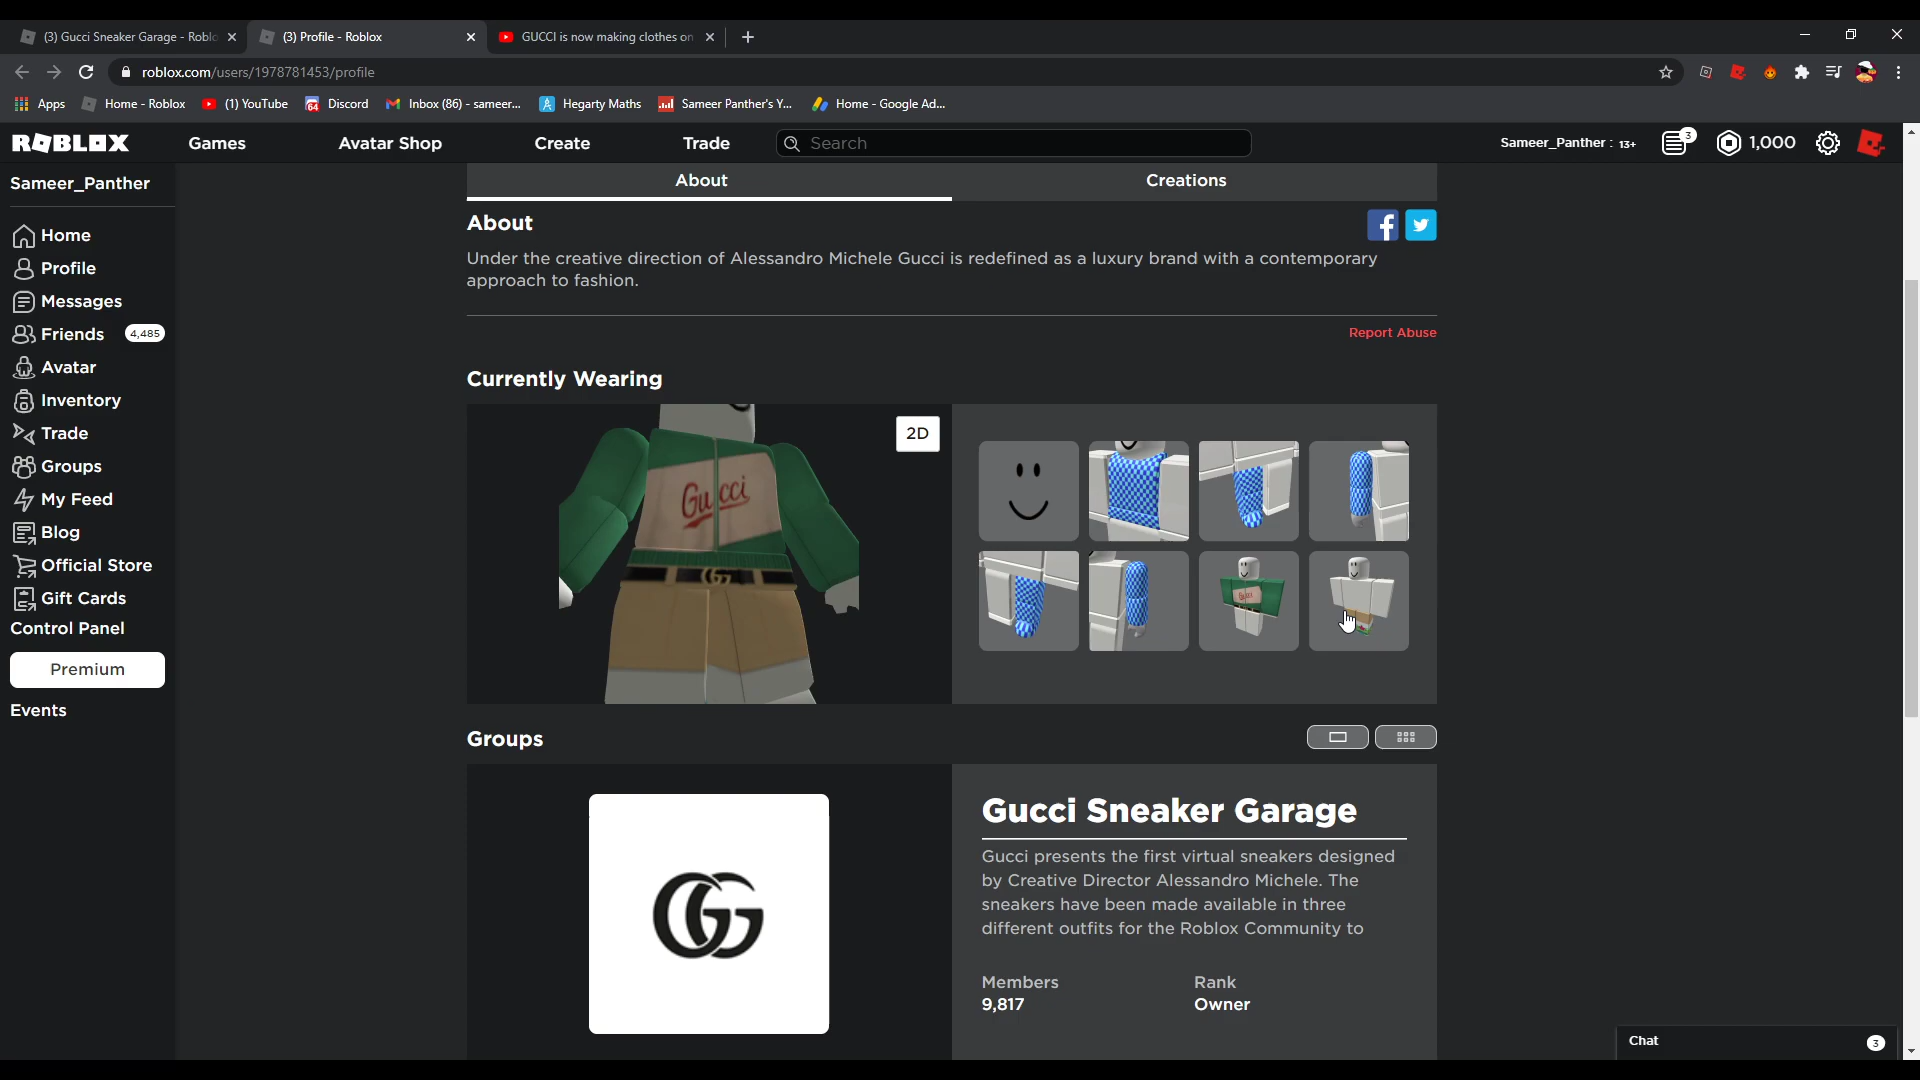 (3) Gucci Sneaker Garage - Roblo
(3) Profile - Roblox
GUCCI is now making clothes on
roblox.com/users/1978781453/profile
Apps
Home - Roblox
(1) YouTube
64
Discord
Inbox (86) - sameer...
Hegarty Maths
Sameer Panther's Y...
Home - Google Ad...
ROBLOX
Games
Avatar Shop
Create
Trade
Search
Sameer_Panther : 13+
3
1,000
Sameer_Panther
Home
Profile
Messages
Friends
4,485
Avatar
Inventory
Trade
Groups
My Feed
Blog
Official Store
Gift Cards
Control Panel
Premium
Events
About
Creations
About
Under the creative direction of Alessandro Michele Gucci is redefined as a luxury brand with a contemporary
approach to fashion.
Report Abuse
Currently Wearing
2D
Gucci
Gucci
Groups
GG
Gucci Sneaker Garage
Gucci presents the first virtual sneakers designed
by Creative Director Alessandro Michele. The
sneakers have been made available in three
different outfits for the Roblox Community to
Members
Rank
9,817
Owner
Chat
3